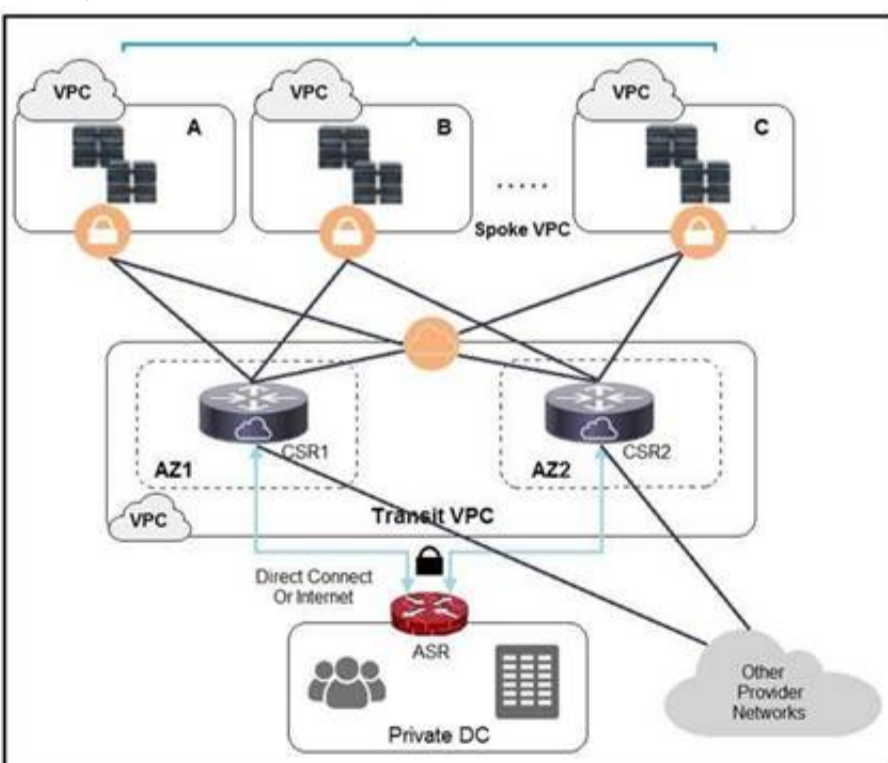 VPC
VPC
VPC
A
B
C
.....
Spoke VPC
CSR1
CSR2
AZ1
AZ2
VPC
Transit VPC
Direct Connect
Or Internet
ASR
Private DC
Other
Provider
Networks